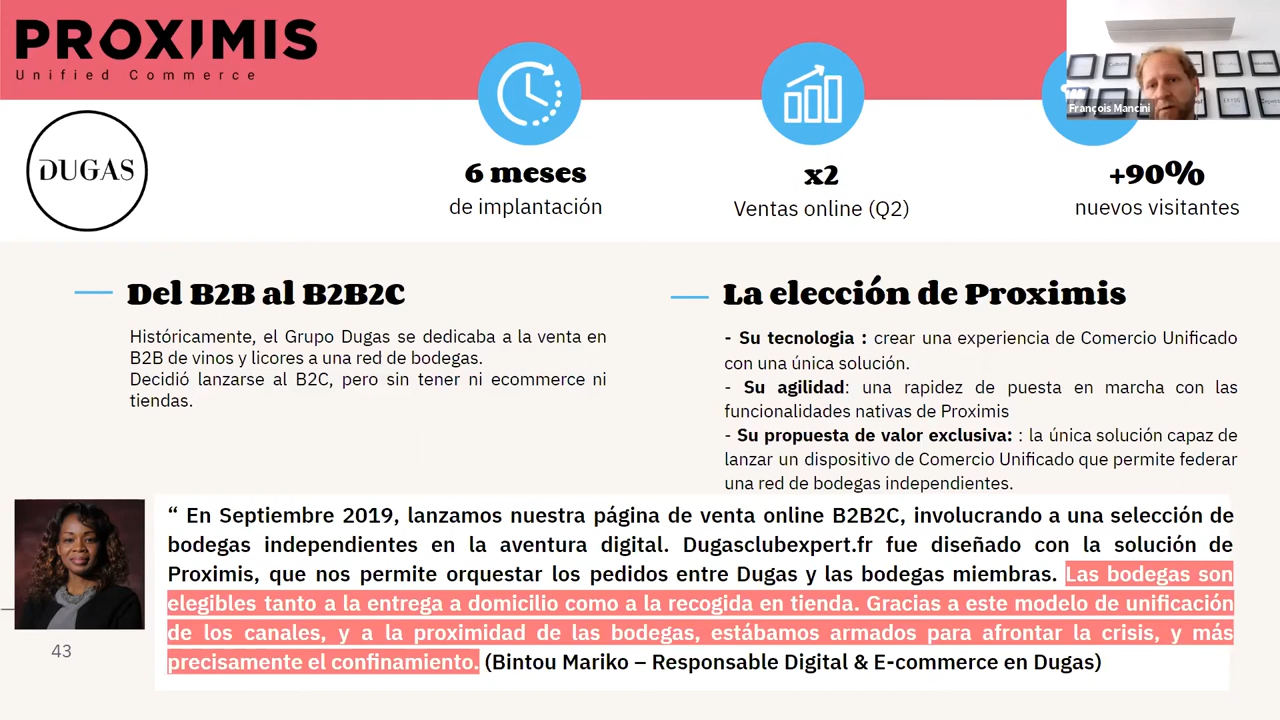 PROXIMIS
Unified Commerce
François Mancini
DUGAS
6 meses
de implantación
x2
Ventas online (Q2)
+90%
nuevos visitantes
Del B2B al B2B2C
Históricamente, el Grupo Dugas se dedicaba a la venta en
B2B de vinos y licores a una red de bodegas.
Decidió lanzarse al B2C, pero sin tener ni ecommerce ni
tiendas.
La elección de Proximis
- Su tecnologia : crear una experiencia de Comercio Unificado
con una única solución.
- Su agilidad: una rapidez de puesta en marcha con las
funcionalidades nativas de Proximis
- Su propuesta de valor exclusiva: : la única solución capaz de
lanzar un dispositivo de Comercio Unificado que permite federar
una red de bodegas independientes.
“ En Septiembre 2019, lanzamos nuestra página de venta online B2B2C, involucrando a una selección de
bodegas independientes en la aventura digital. Dugasclubexpert.fr fue diseñado con la solución de
Proximis, que nos permite orquestar los pedidos entre Dugas y las bodegas miembras. Las bodegas son
elegibles tanto a la entrega a domicilio como a la recogida en tienda. Gracias a este modelo de unificación
de los canales, y a la proximidad de las bodegas, estábamos armados para afrontar la crisis, y más
precisamente el confinamiento. (Bintou Mariko – Responsable Digital & E-commerce en Dugas)
43